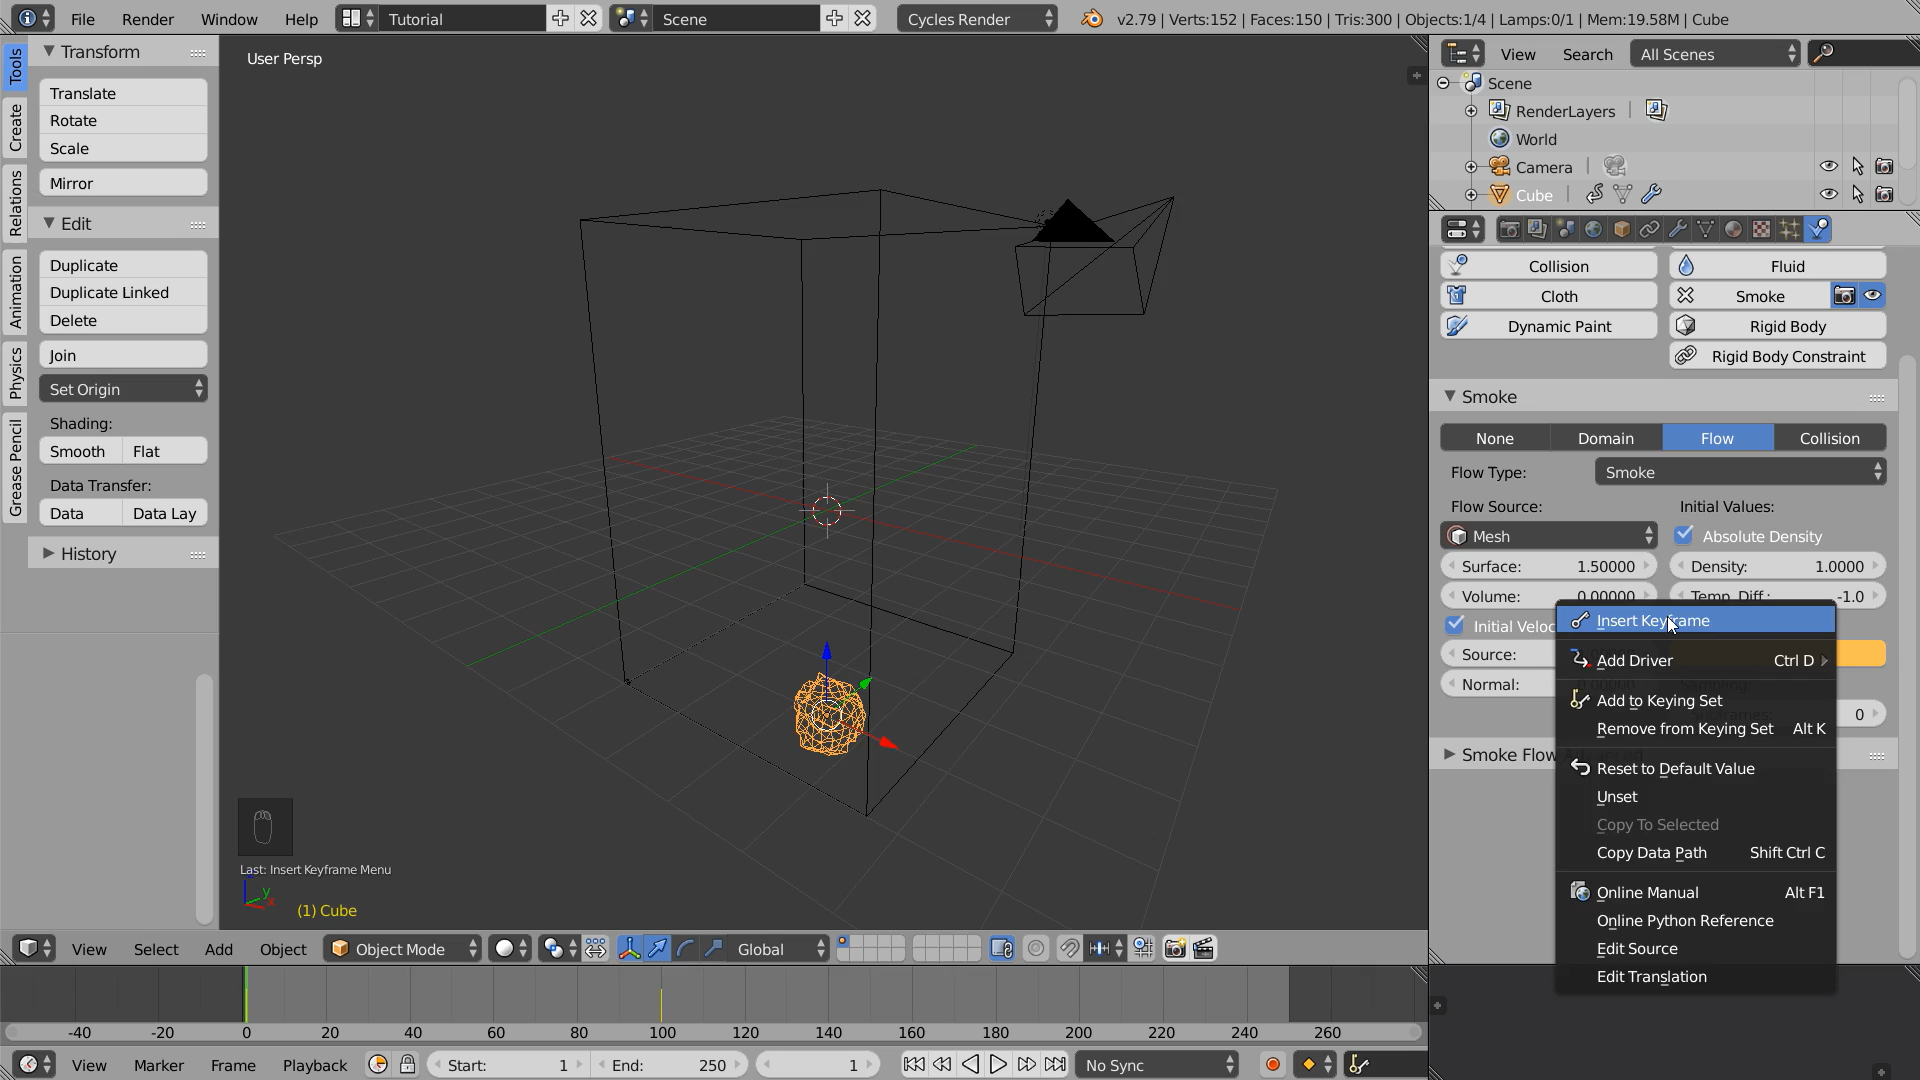 File Render Window Help Tutorial Scene Cycles Render v2.79 | Verts:152 | Faces:150 | Tris:300 | Objects:1/4 | Lamps:0/1 | Mem:19.58M | Cube
Tools
Create
Relations
Animation
Physics
Grease Pencil
Transform
Translate
Rotate
Scale
Mirror
Edit
Duplicate
Duplicate Linked
Delete
Join
Set Origin
Shading:
Smooth Flat
Data Transfer:
Data Data Lay
History
User Persp
Last: Insert Keyframe Menu
z
y
x
(1) Cube
View Search All Scenes
Scene
RenderLayers
World
Camera
Cube
Collision Fluid
Cloth Smoke
Dynamic Paint Rigid Body
Rigid Body Constraint
Smoke
None Domain Flow Collision
Flow Type: Smoke
Flow Source: Initial Values:
Mesh Absolute Density
Surface: 1.50000 Density: 1.0000
Volume: 0.00000 Temp. Diff.: -1.0
Initial Veloc
Source:
Normal:
0
Smoke Flow
Insert Keyframe
Add Driver Ctrl D
Add to Keying Set
Remove from Keying Set Alt K
Reset to Default Value
Unset
Copy To Selected
Copy Data Path Shift Ctrl C
Online Manual Alt F1
Online Python Reference
Edit Source
Edit Translation
View Select Add Object Object Mode Global
-40 -20 0 20 40 60 80 100 120 140 160 180 200 220 240 260
View Marker Frame Playback Start: 1 End: 250 1 No Sync